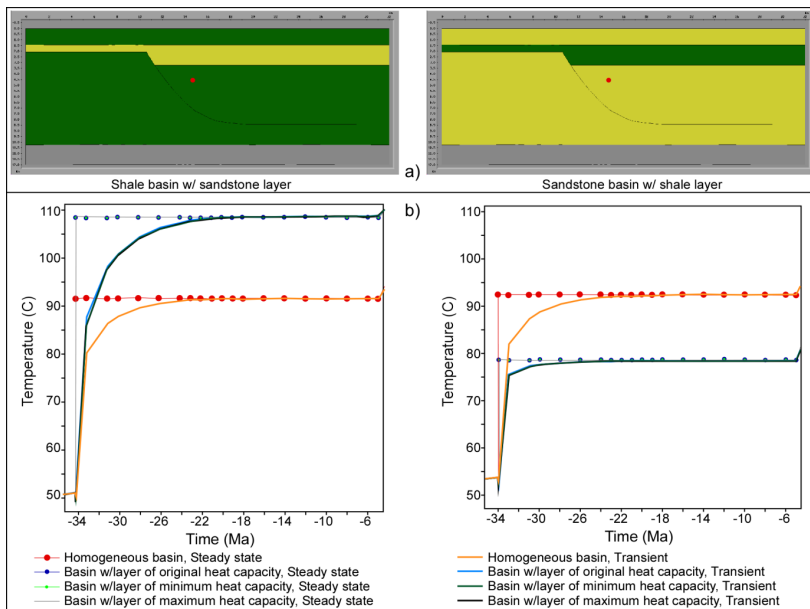 Shale basin w/ sandstone layer
a)
Sandstone basin w/ shale layer
b)
110
100
90
80
70
60
50
Temperature (C)
-34 -30 -26 -22 -18 -14 -10 -6
Time (Ma)
110
100
90
80
70
60
50
Temperature (C)
-34 -30 -26 -22 -18 -14 -10 -6
Time (Ma)
Homogeneous basin, Steady state
Basin w/layer of original heat capacity, Steady state
Basin w/layer of minimum heat capacity, Steady state
Basin w/layer of maximum heat capacity, Steady state
Homogeneous basin, Transient
Basin w/layer of original heat capacity, Transient
Basin w/layer of minimum heat capacity, Transient
Basin w/layer of maximum heat capacity, Transient